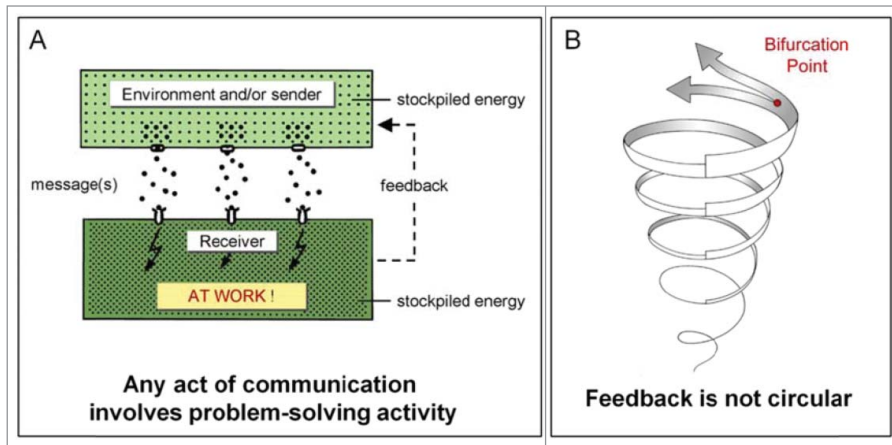 A
Environment and/or sender
stockpiled energy
message(s)
feedback
Receiver
AT WORK !
stockpiled energy
Any act of communication
involves problem-solving activity
B
Bifurcation
Point
Feedback is not circular